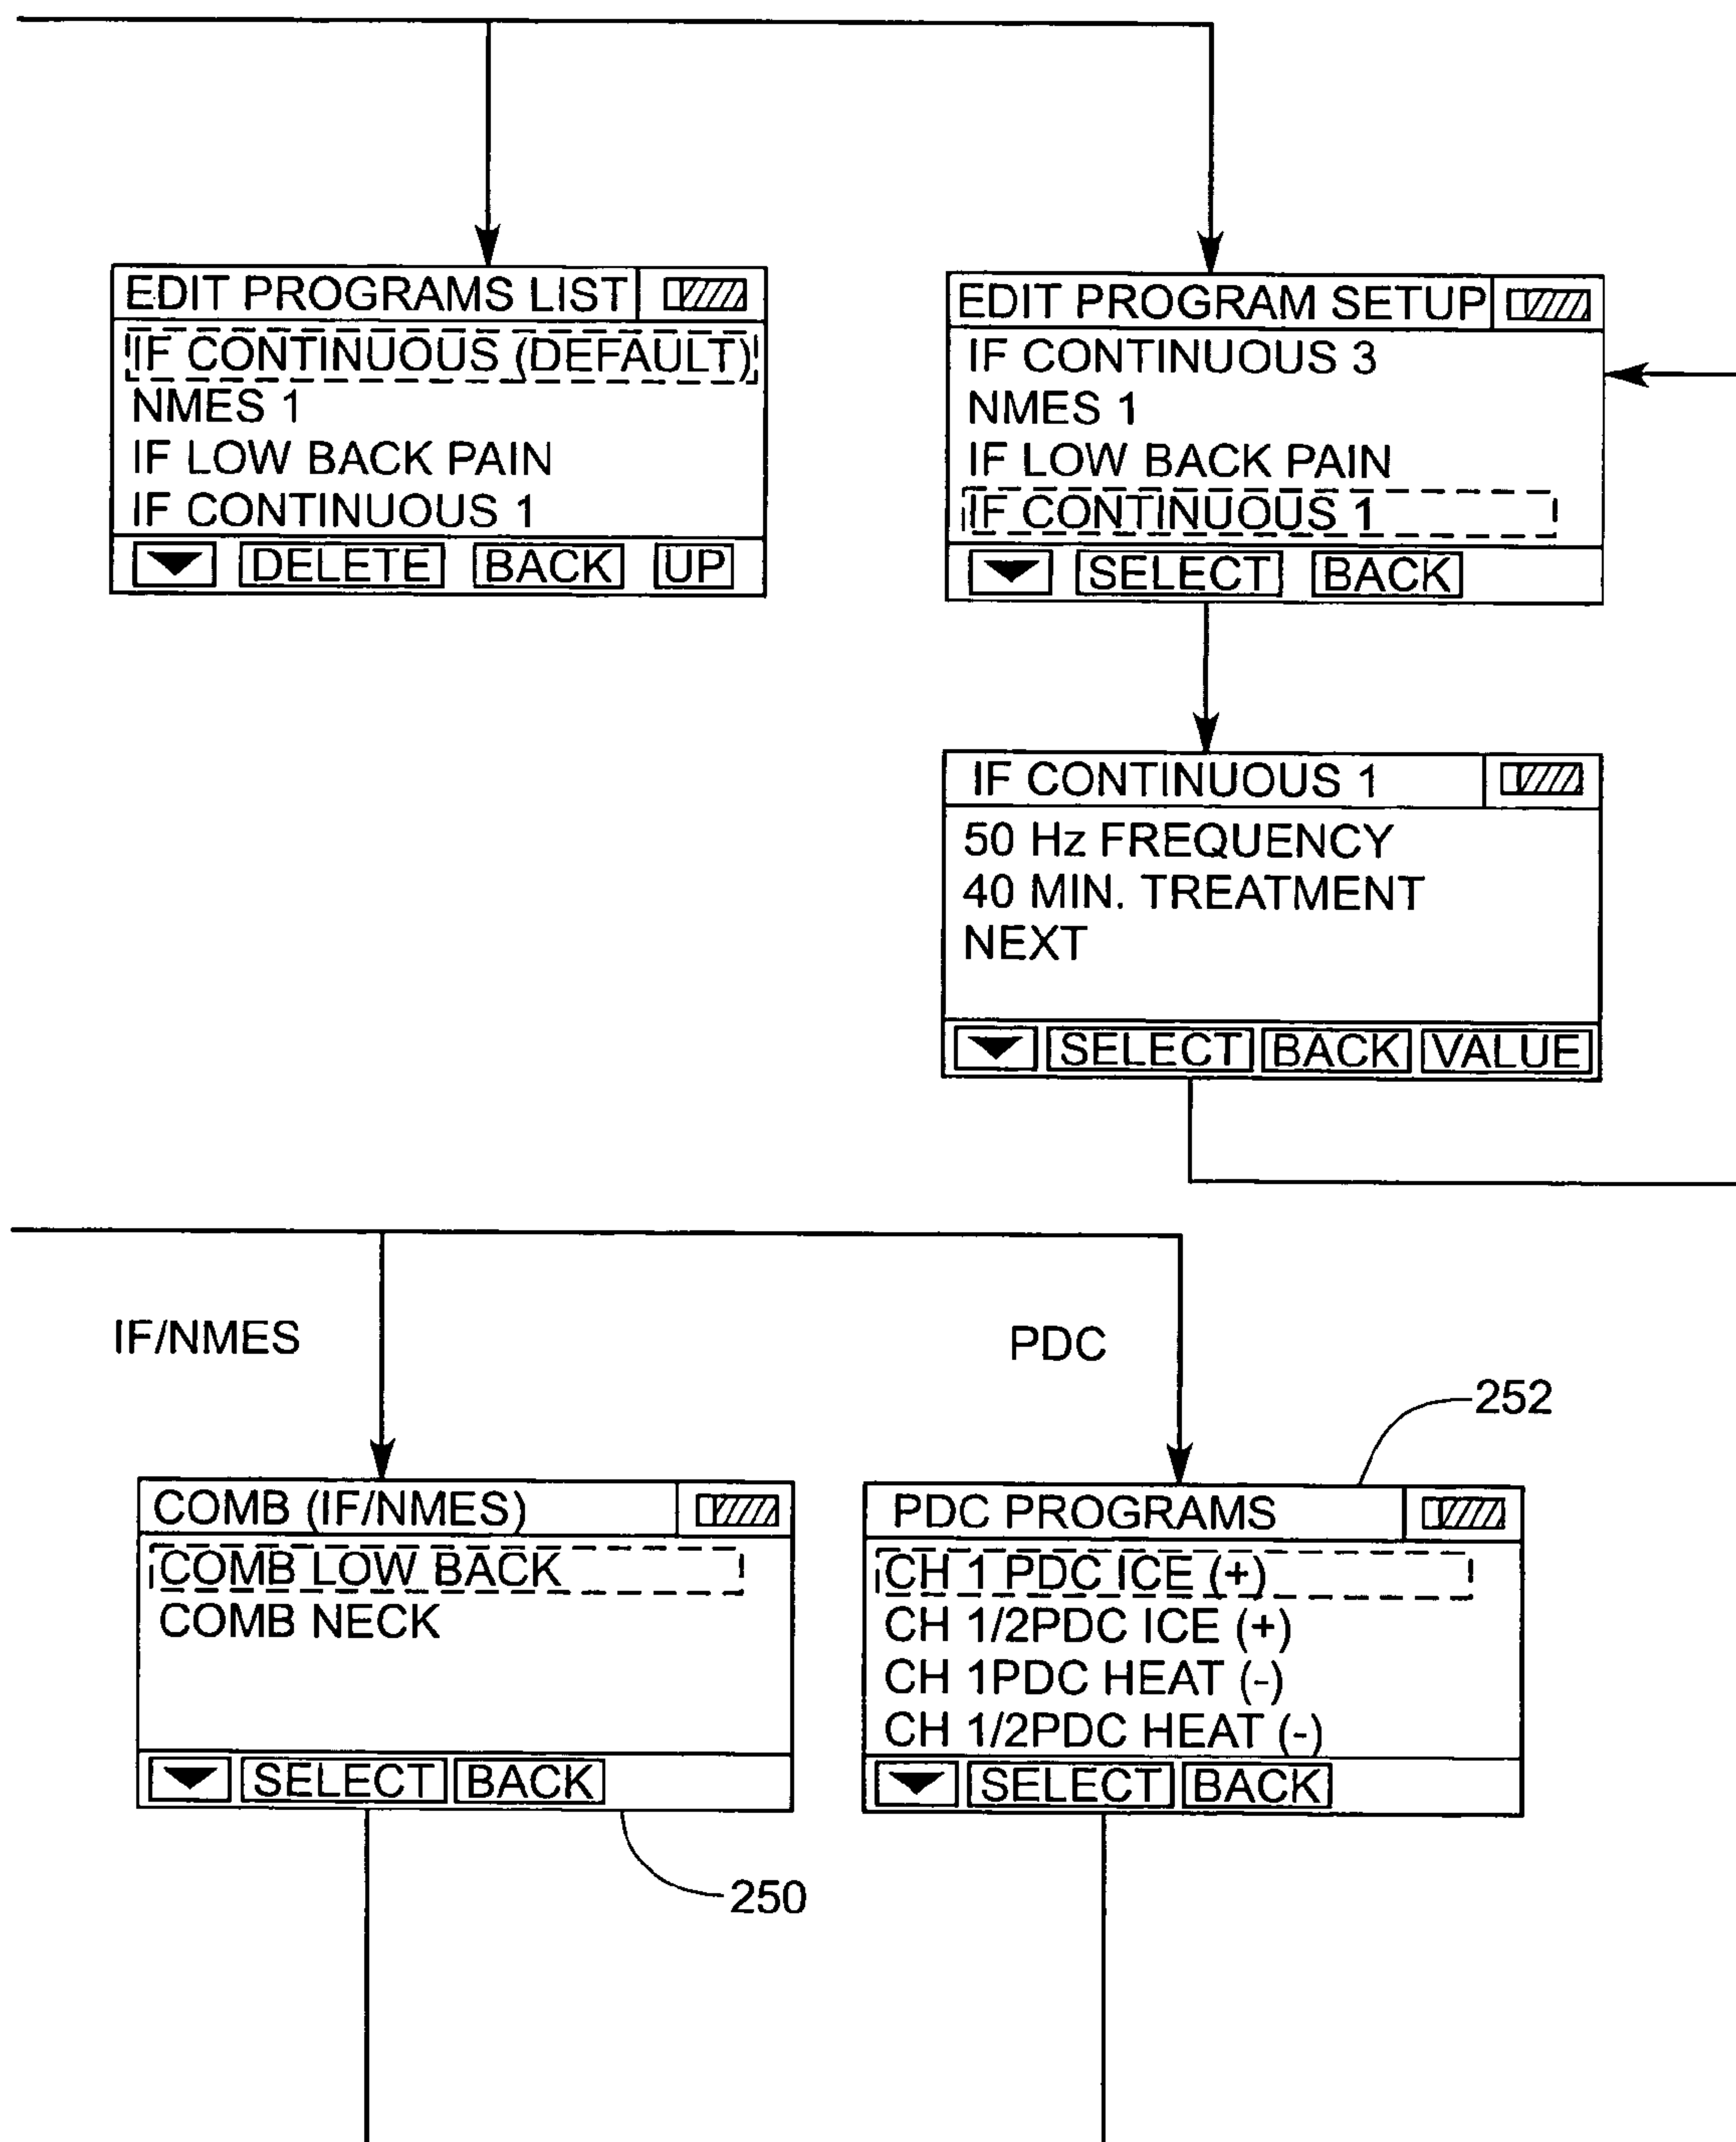 EDIT PROGRAMS LIST
IF CONTINUOUS (DEFAULT)
NMES 1
IF LOW BACK PAIN
IF CONTINUOUS 1
DELETE BACK UP
EDIT PROGRAM SETUP
IF CONTINUOUS 3
NMES 1
IF LOW BACK PAIN
IF CONTINUOUS 1
SELECT BACK
IF CONTINUOUS 1
50 Hz FREQUENCY
40 MIN. TREATMENT
NEXT
SELECT BACK VALUE
IF/NMES
PDC
252
COMB (IF/NMES)
COMB LOW BACK
COMB NECK
SELECT BACK
250
PDC PROGRAMS
CH 1 PDC ICE (+)
CH 1/2PDC ICE (+)
CH 1PDC HEAT (-)
CH 1/2PDC HEAT (-)
SELECT BACK